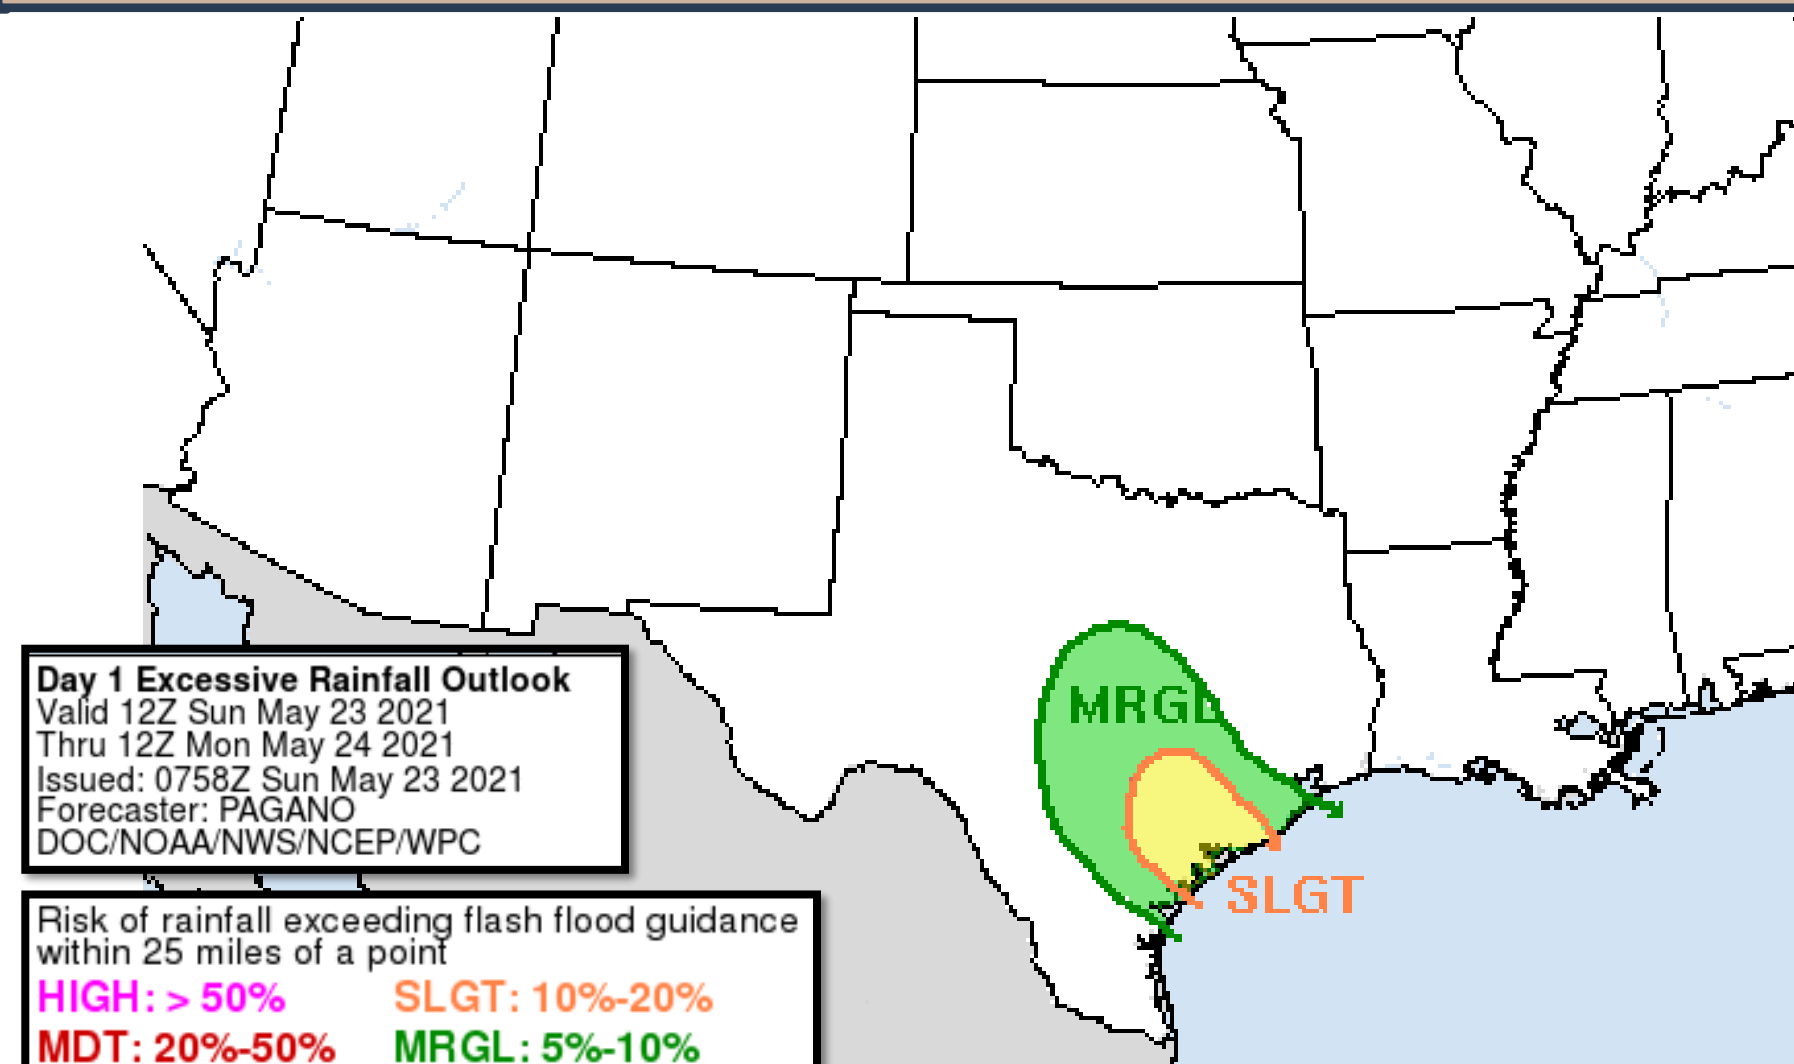 MRGL
SLGT
Day 1 Excessive Rainfall Outlook
Valid 12Z Sun May 23 2021
Thru 12Z Mon May 24 2021
Issued: 0758Z Sun May 23 2021
Forecaster: PAGANO
DOC/NOAA/NWS/NCEP/WPC
Risk of rainfall exceeding flash flood guidance
within 25 miles of a point
HIGH: > 50% SLGT: 10%-20%
MDT: 20%-50% MRGL: 5%-10%